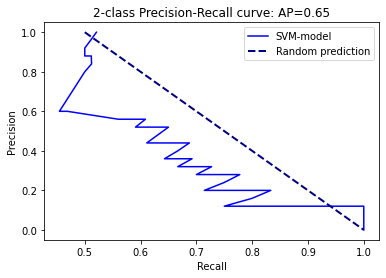 2-class Precision-Recall curve: AP=0.65
SVM-model
Random prediction
1.0
0.8
0.6
0.4
0.2
0.0
Precision
0.5
0.6
0.7
0.8
0.9
1.0
Recall